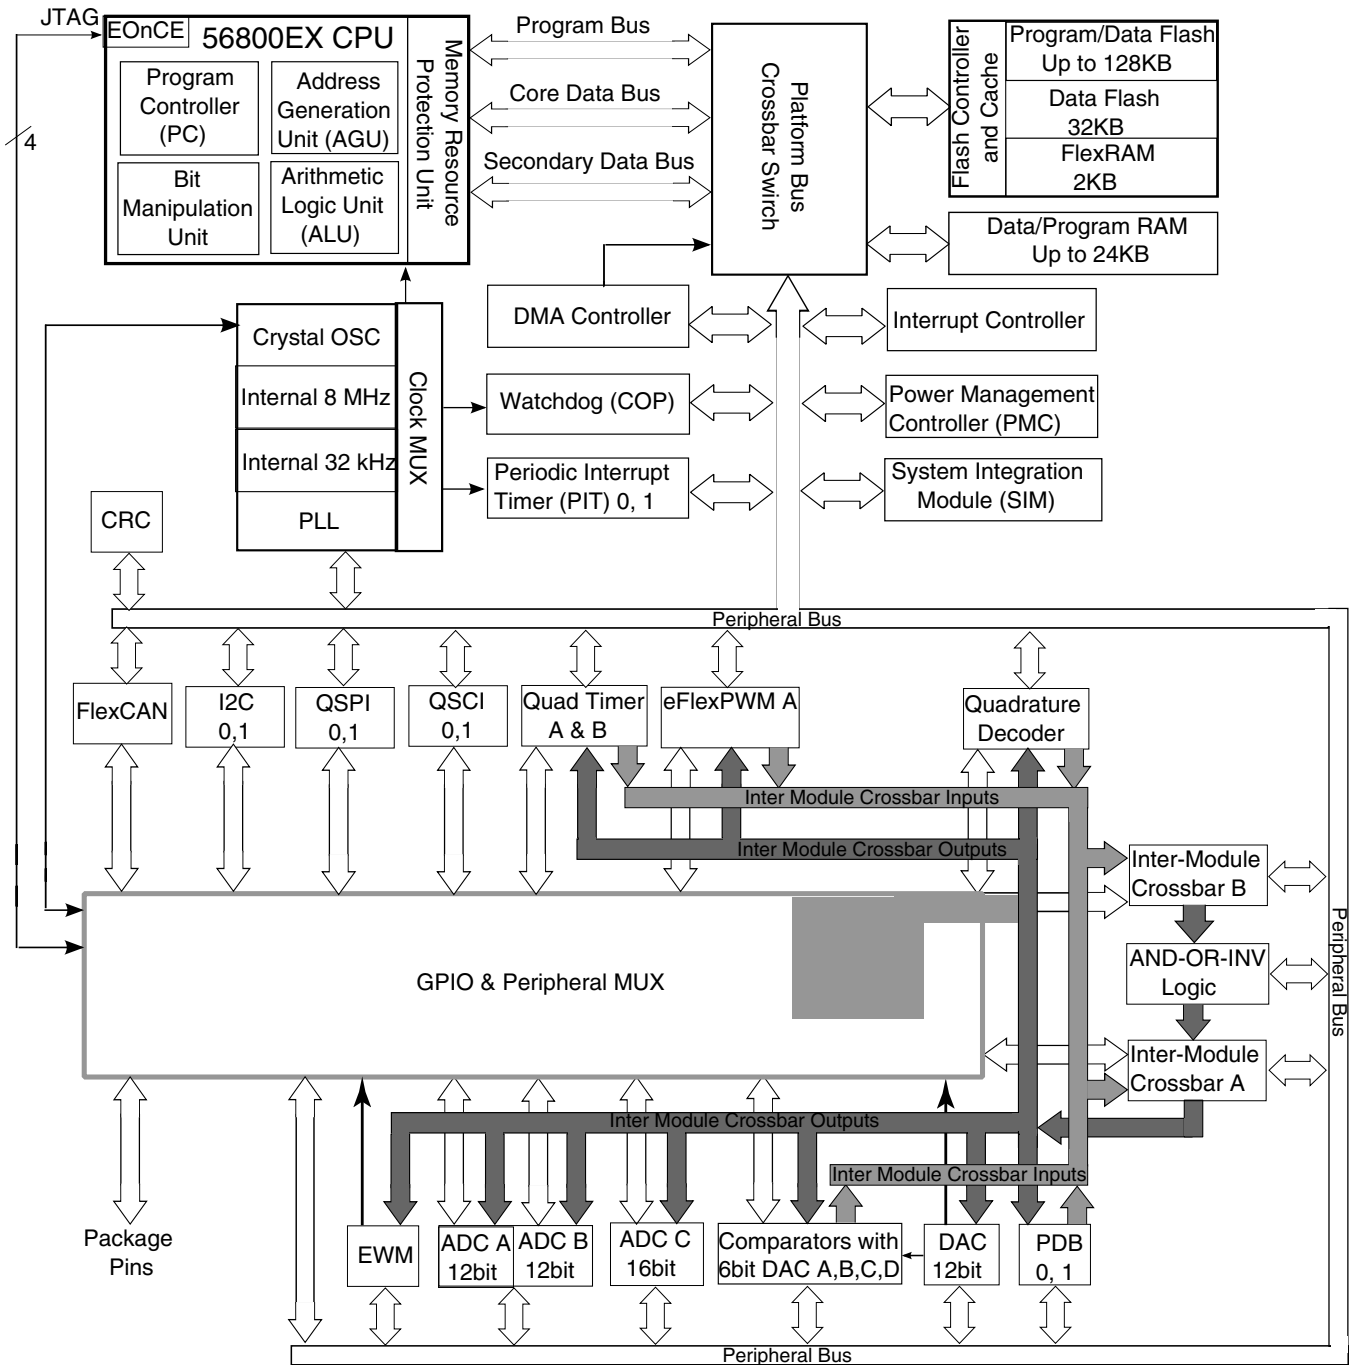 JTAG
4
EOnCE
56800EX CPU
Program
Controller
(PC)
Address
Generation
Unit (AGU)
Bit
Manipulation
Unit
Arithmetic
Logic Unit
(ALU)
Memory Resource
Protection Unit
Program Bus
Core Data Bus
Secondary Data Bus
Platform Bus
Crossbar Swirch
Flash Controller
and Cache
Program/Data Flash
Up to 128KB
Data Flash
32KB
FlexRAM
2KB
Data/Program RAM
Up to 24KB
Crystal OSC
Internal 8 MHz
Internal 32 kHz
PLL
Clock MUX
DMA Controller
Watchdog (COP)
Periodic Interrupt
Timer (PIT) 0, 1
Interrupt Controller
Power Management
Controller (PMC)
System Integration
Module (SIM)
CRC
Peripheral Bus
FlexCAN
I2C
0,1
QSPI
0,1
QSCI
0,1
Quad Timer
A & B
eFlexPWM A
Quadrature
Decoder
Inter Module Crossbar Inputs
Inter Module Crossbar Outputs
Inter-Module
Crossbar B
AND-OR-INV
Logic
Inter-Module
Crossbar A
Peripheral Bus
GPIO & Peripheral MUX
Inter Module Crossbar Outputs
Inter Module Crossbar Inputs
Package
Pins
EWM
ADC A
12bit
ADC B
12bit
ADC C
16bit
Comparators with
6bit DAC A,B,C,D
DAC
12bit
PDB
0, 1
Peripheral Bus